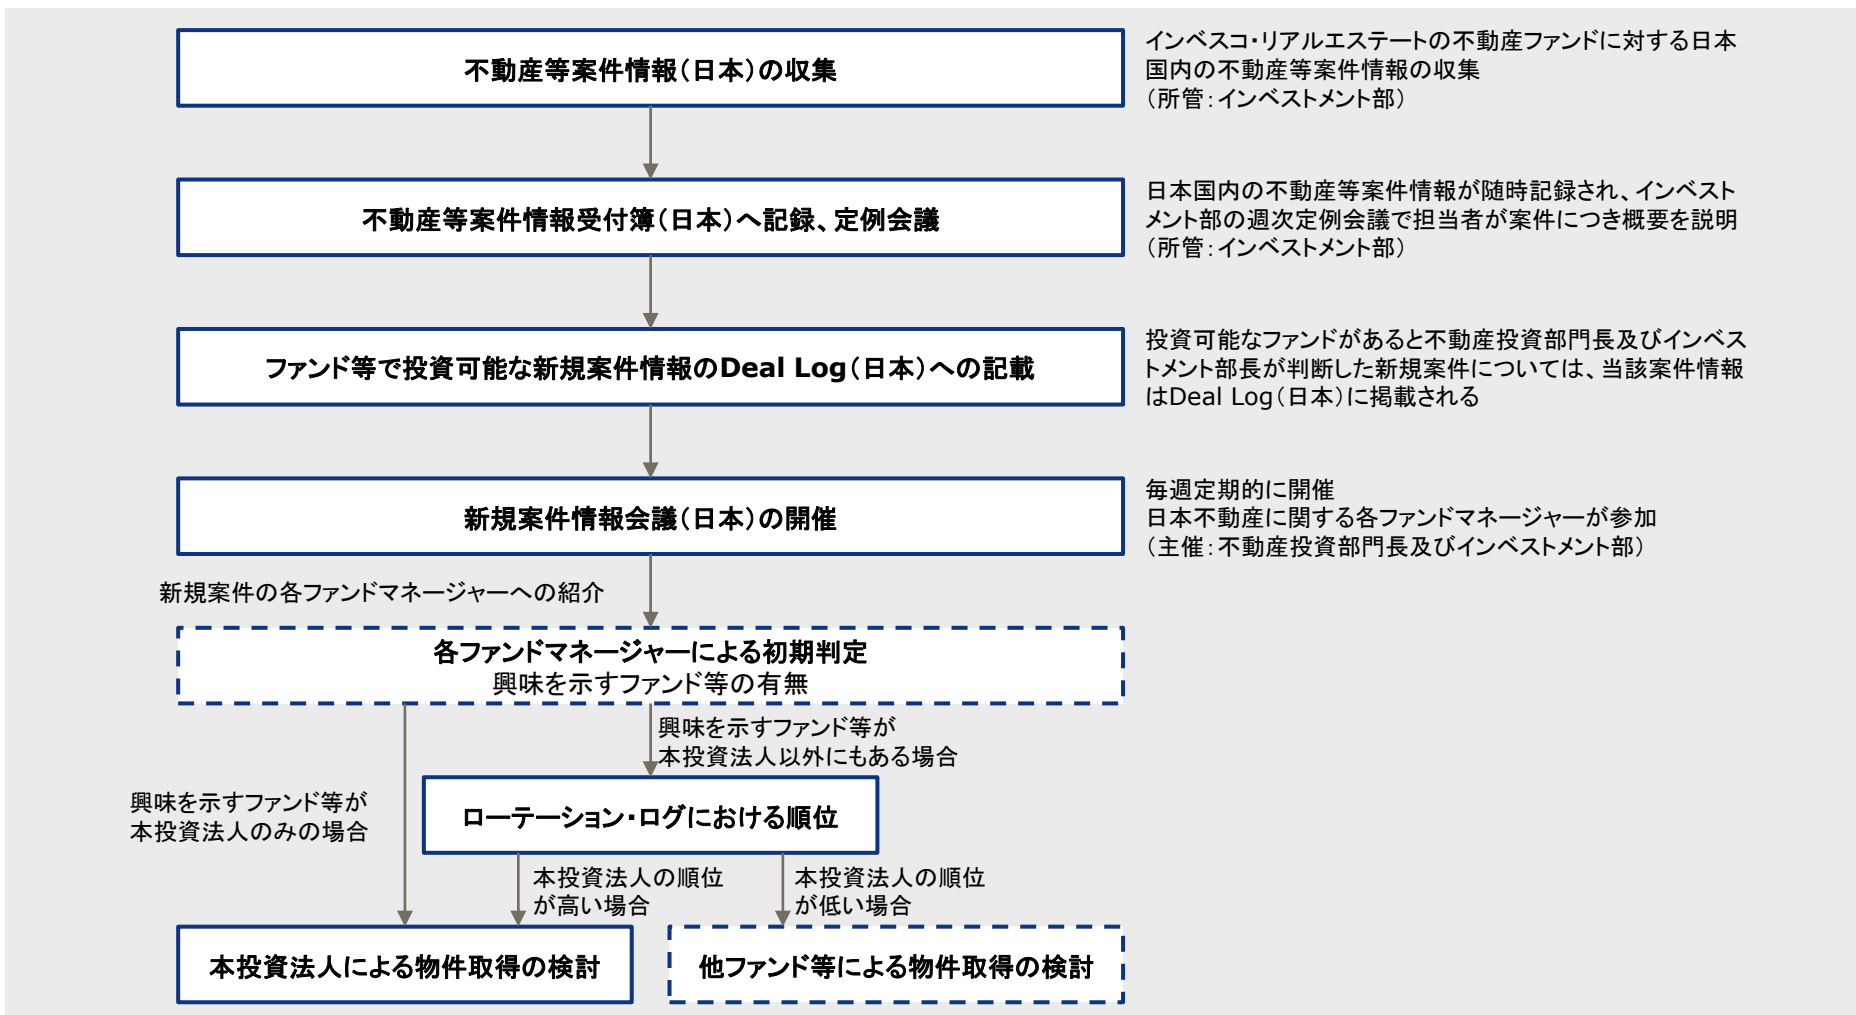 不動産等案件情報（日本）の収集
インベスコ・リアルエステートの不動産ファンドに対する日本
国内の不動産等案件情報の収集
（所管：インベストメント部）
不動産等案件情報受付簿（日本）へ記録、定例会議
日本国内の不動産等案件情報が随時記録され、インベスト
メント部の週次定例会議で担当者が案件につき概要を説明
（所管：インベストメント部）
ファンド等で投資可能な新規案件情報のDeal Log（日本）への記載
投資可能なファンドがあると不動産投資部門長及びインベス
トメント部長が判断した新規案件については、当該案件情報
はDeal Log（日本）に掲載される
新規案件情報会議（日本）の開催
毎週定期的に開催
日本不動産に関する各ファンドマネージャーが参加
（主催：不動産投資部門長及びインベストメント部）
新規案件の各ファンドマネージャーへの紹介
各ファンドマネージャーによる初期判定
興味を示すファンド等の有無
興味を示すファンド等が
本投資法人以外にもある場合
興味を示すファンド等が
本投資法人のみの場合
ローテーション・ログにおける順位
本投資法人の順位
が高い場合
本投資法人の順位
が低い場合
本投資法人による物件取得の検討
他ファンド等による物件取得の検討